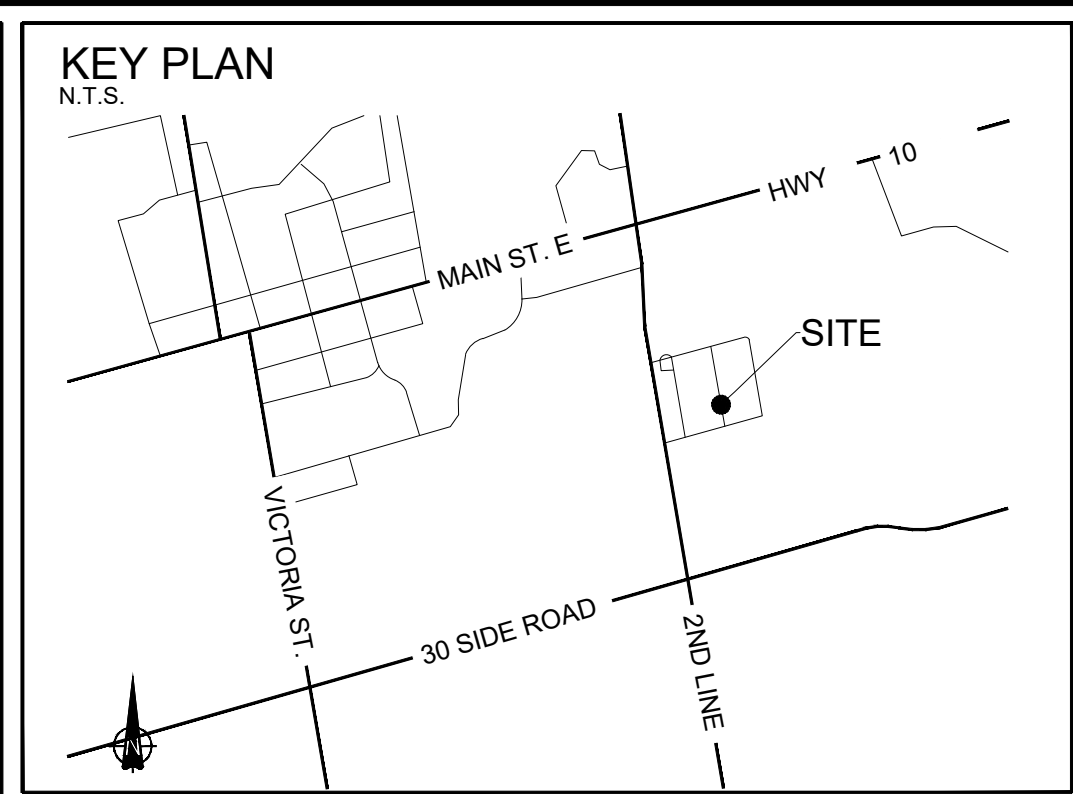 KEY PLAN
N.T.S.
HWY 10
MAIN ST. E
SITE
VICTORIA ST.
30 SIDE ROAD
2ND LINE
N